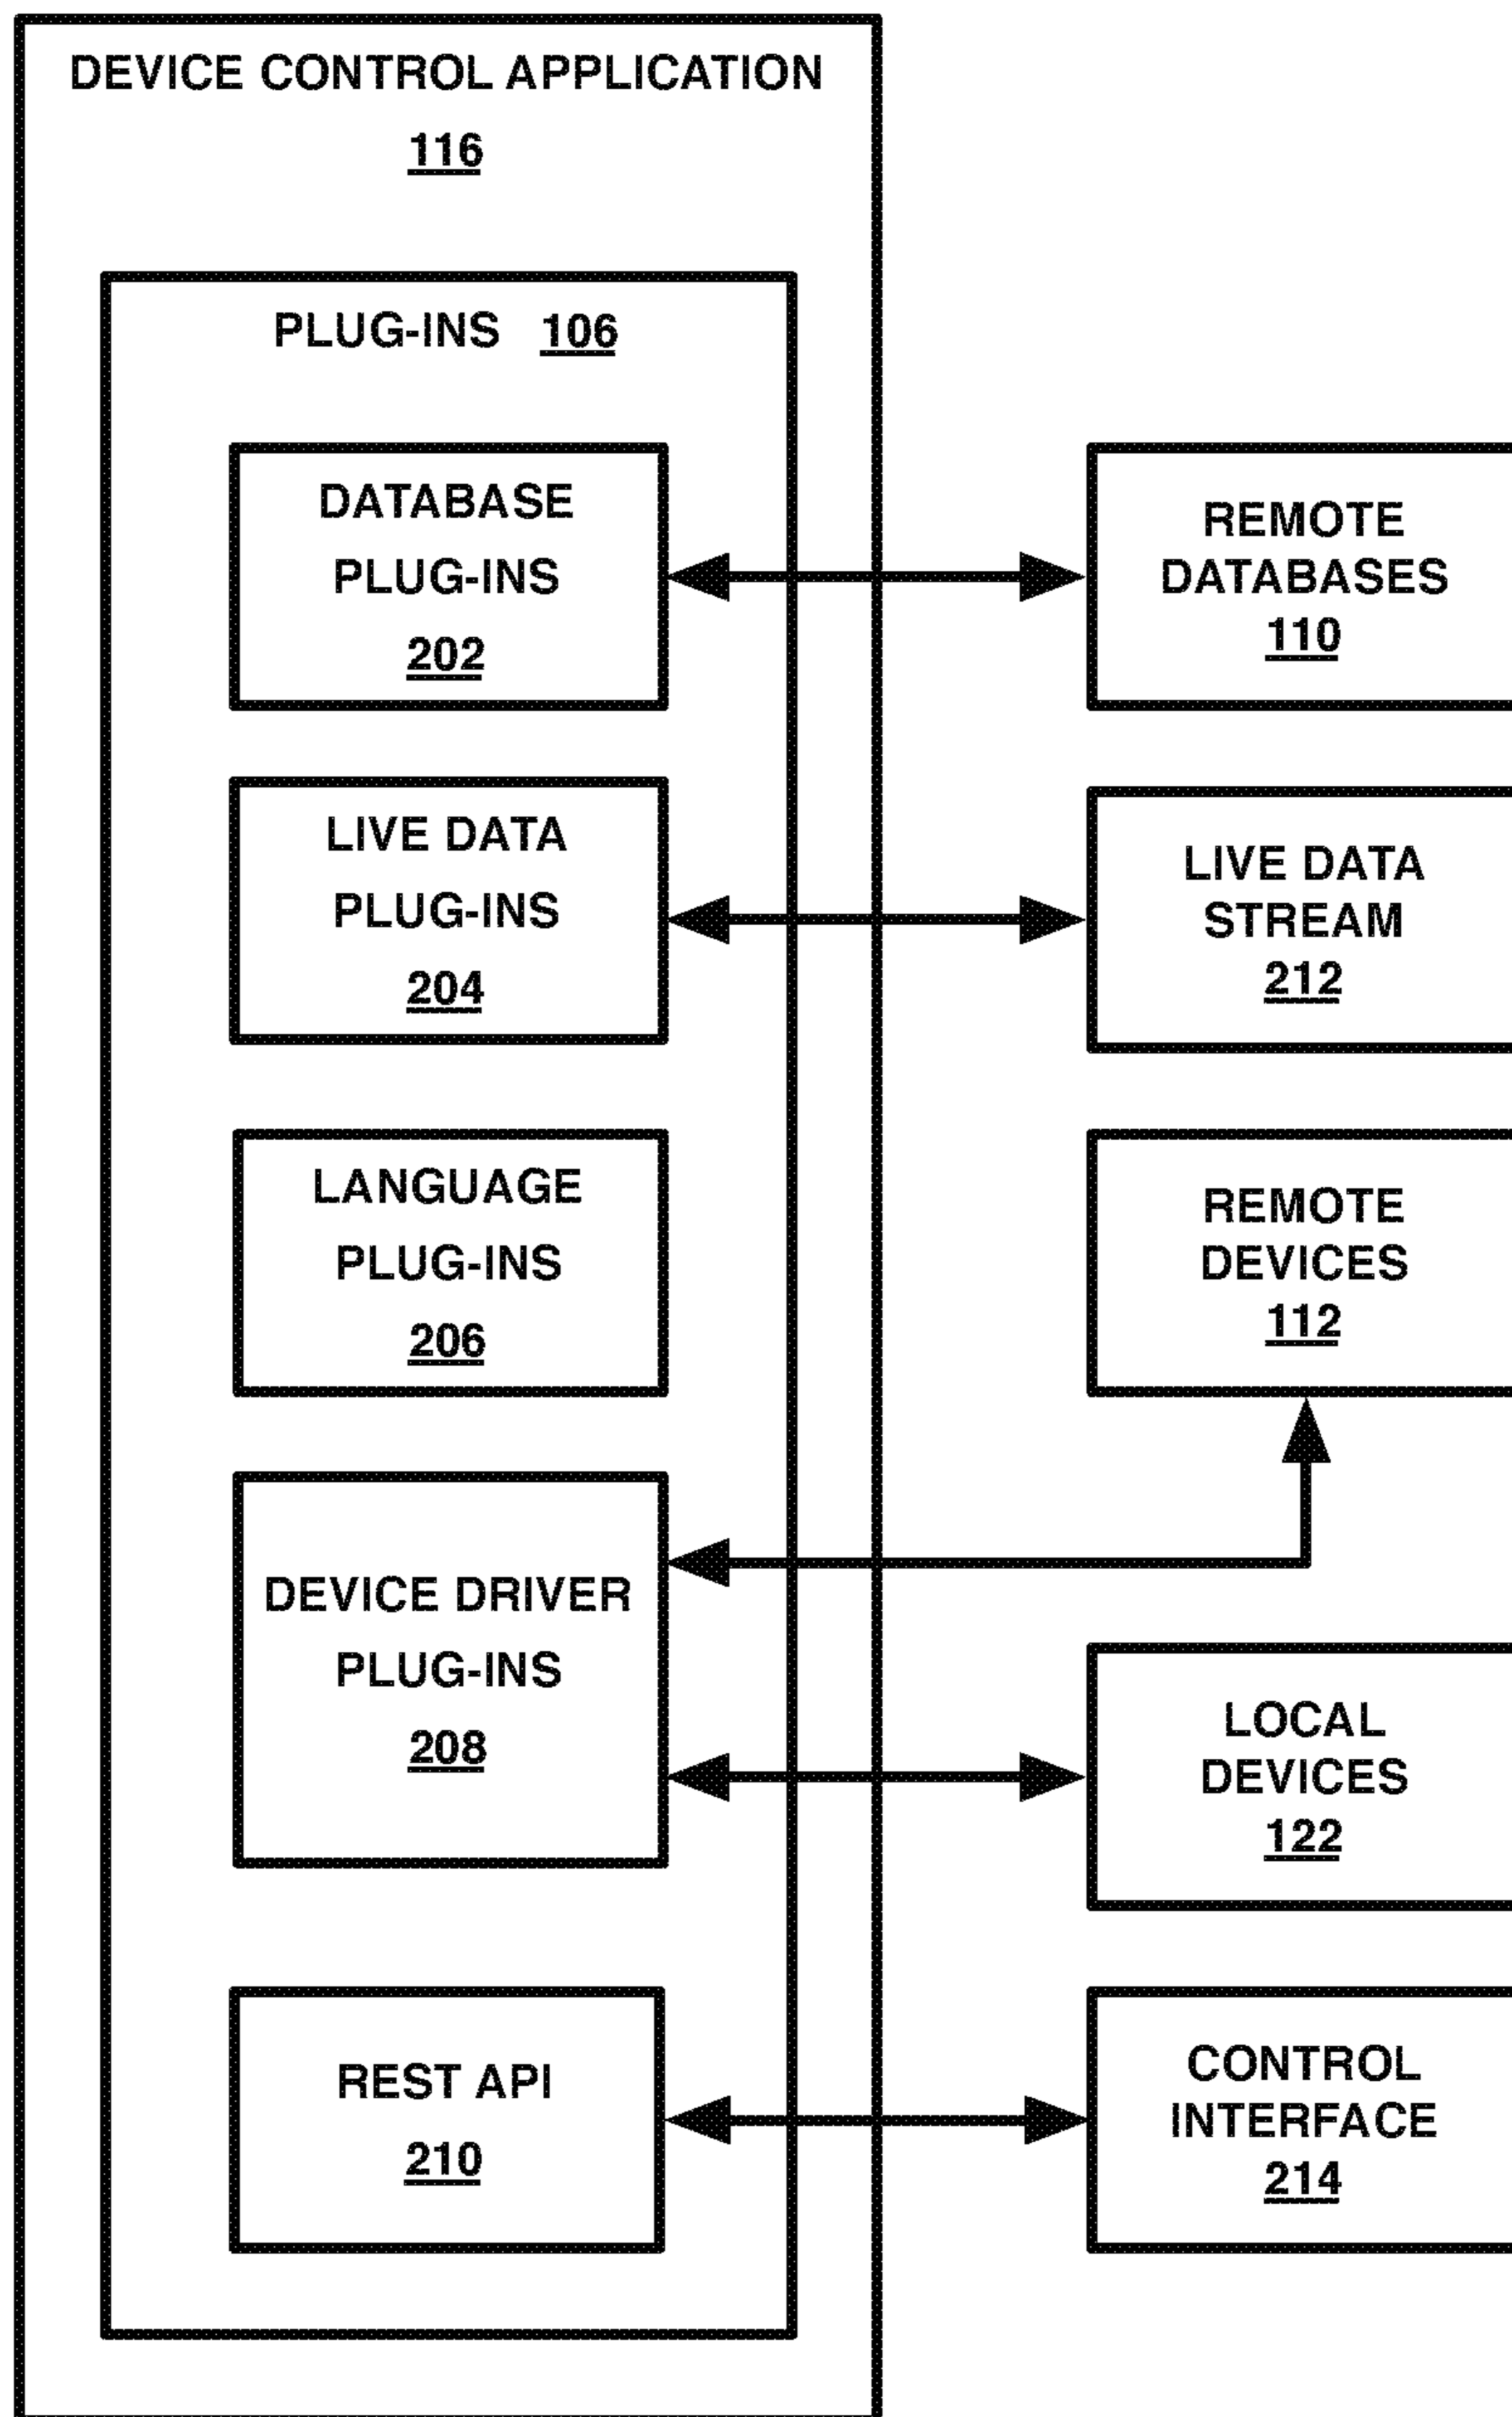 DEVICE CONTROL APPLICATION
116
PLUG-INS 106
DATABASE
PLUG-INS
202
REMOTE
DATABASES
110
LIVE DATA
PLUG-INS
204
LIVE DATA
STREAM
212
LANGUAGE
PLUG-INS
206
REMOTE
DEVICES
112
DEVICE DRIVER
PLUG-INS
208
LOCAL
DEVICES
122
REST API
210
CONTROL
INTERFACE
214